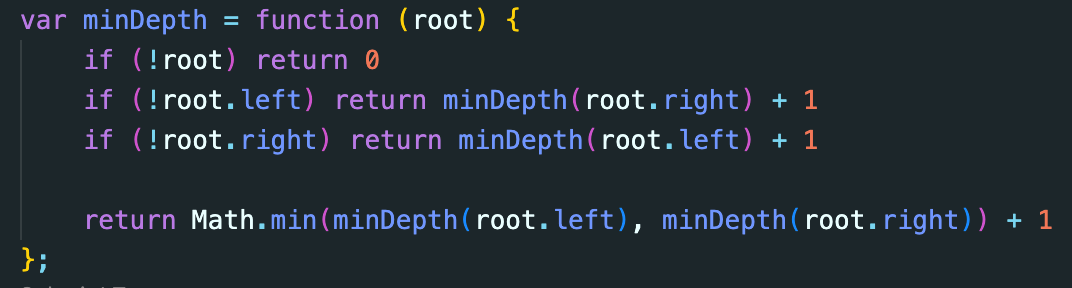 var minDepth = function (root) {
    if (!root) return 0
    if (!root.left) return minDepth(root.right) + 1
    if (!root.right) return minDepth(root.left) + 1

    return Math.min(minDepth(root.left), minDepth(root.right)) + 1
};